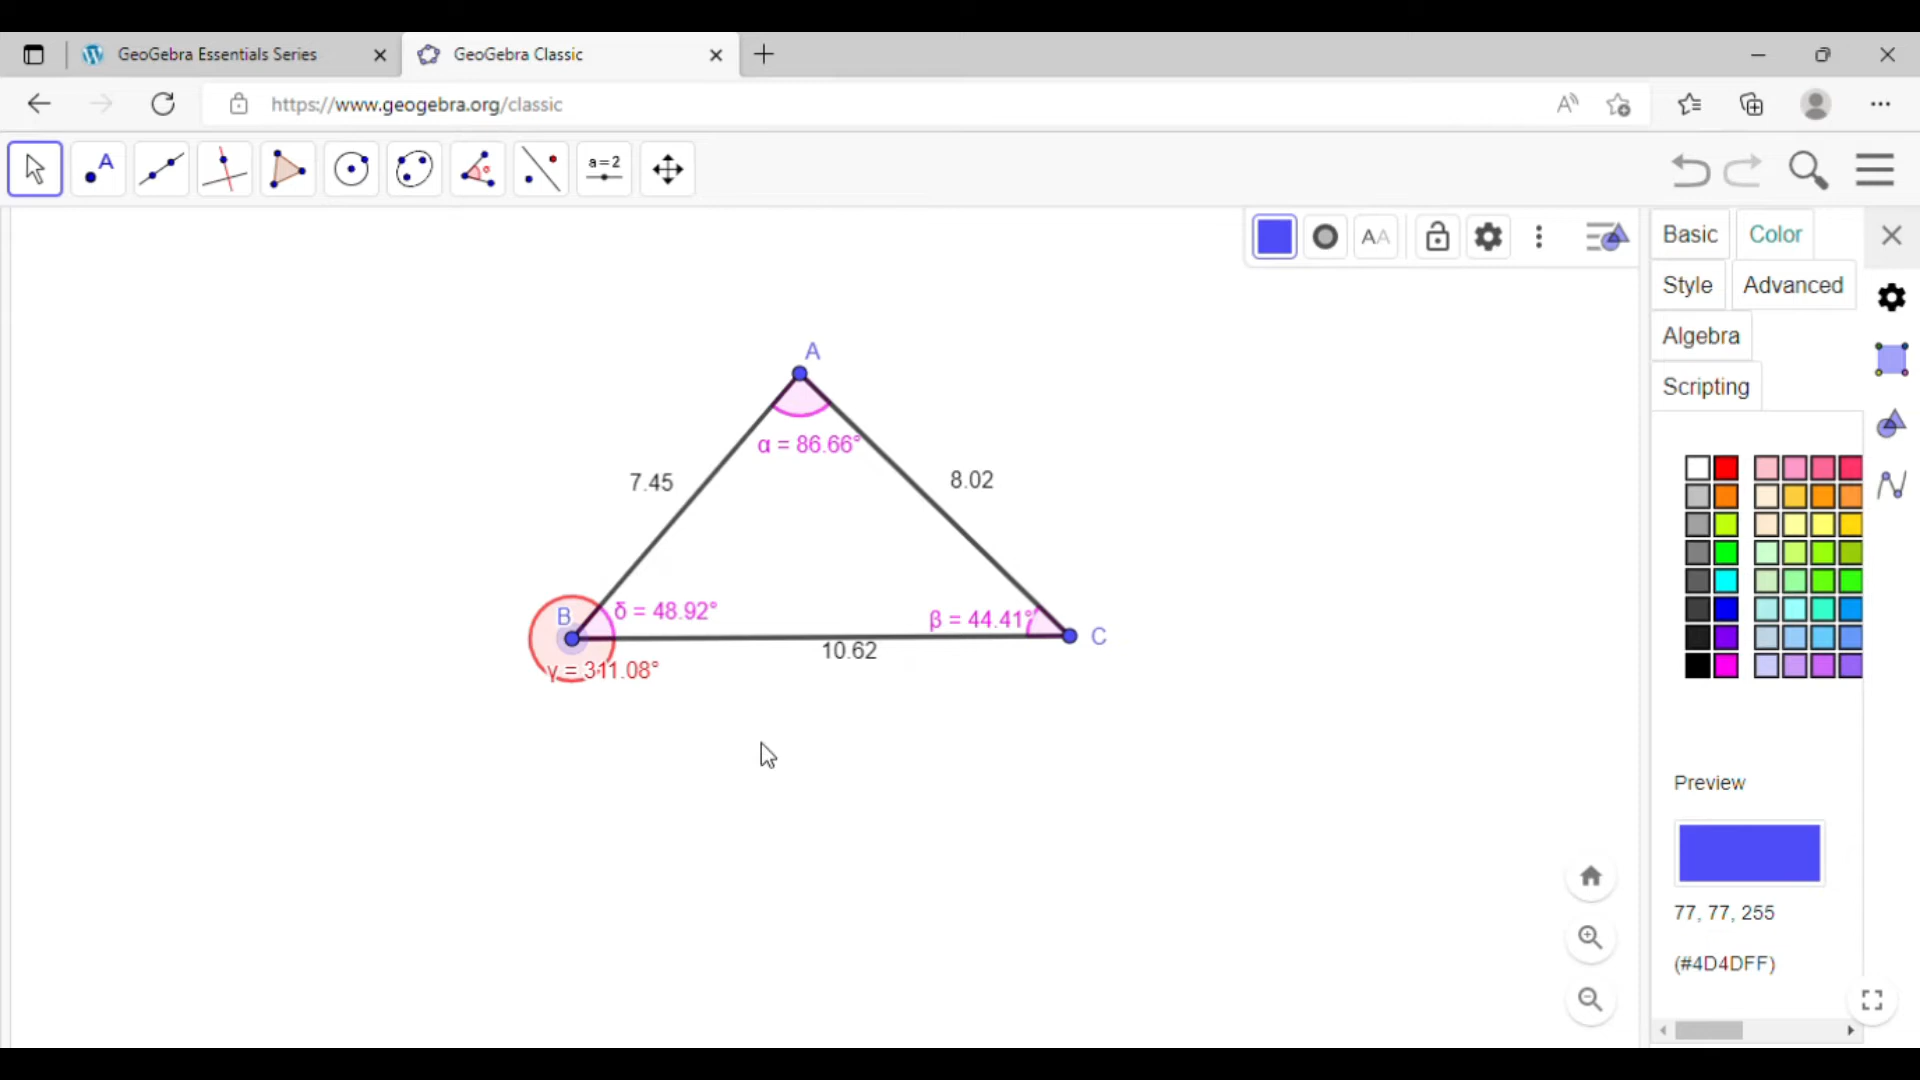 GeoGebra Essentials Series
GeoGebra Classic
https://www.geogebra.org/classic
A
a=2
AA
Basic
Color
Style
Advanced
Algebra
Scripting
A
α = 86.66°
7.45
8.02
B
δ = 48.92°
β = 44.41°
C
10.62
γ = 311.08°
Preview
77, 77, 255
(#4D4DFF)